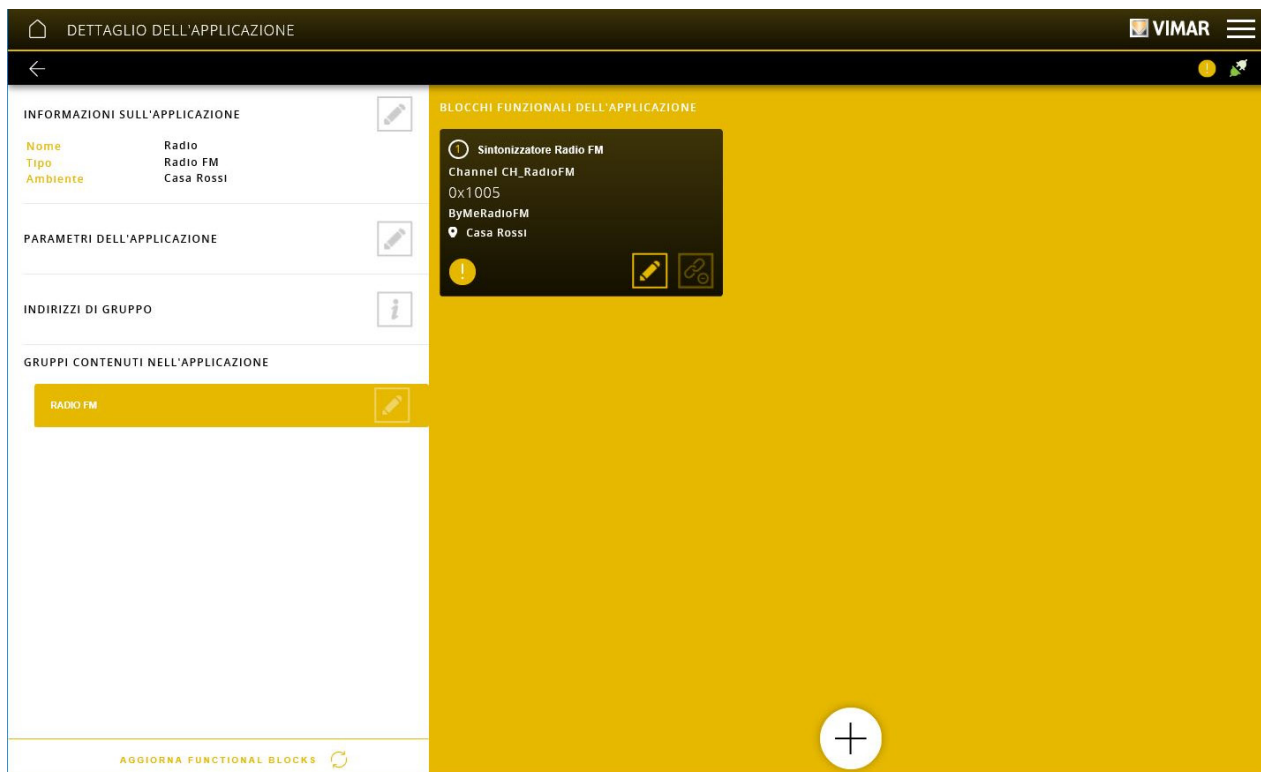 DETTAGLIO DELL'APPLICAZIONE
VIMAR
INFORMAZIONI SULL'APPLICAZIONE
Nome Radio
Tipo Radio FM
Ambiente Casa Rossi
PARAMETRI DELL'APPLICAZIONE
INDIRIZZI DI GRUPPO
GRUPPI CONTENUTI NELL'APPLICAZIONE
RADIO FM
AGGIORNA FUNCTIONAL BLOCKS
BLOCCHI FUNZIONALI DELL'APPLICAZIONE
1 Sintonizzatore Radio FM
Channel CH_RadioFM
0x1005
ByMeRadioFM
Casa Rossi